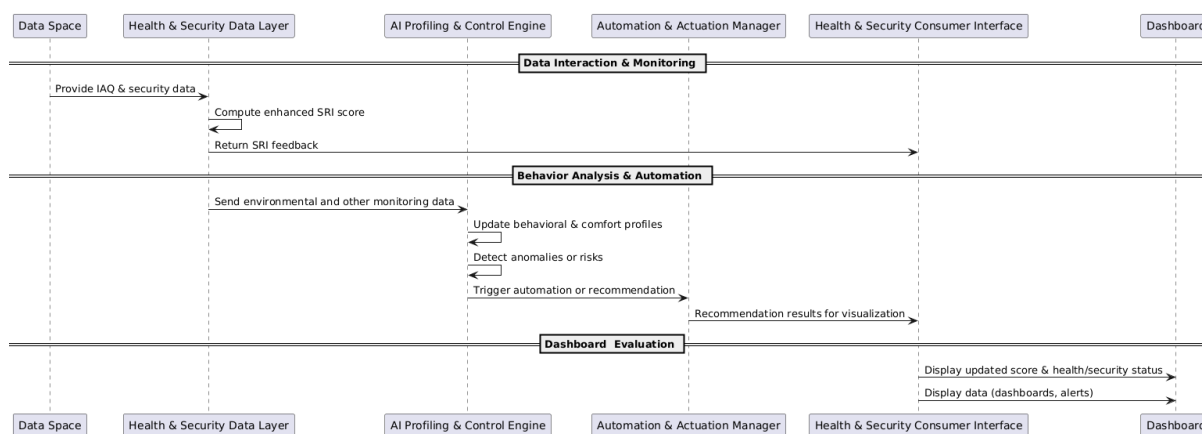 Data Space
Health & Security Data Layer
AI Profiling & Control Engine
Automation & Actuation Manager
Health & Security Consumer Interface
Dashboard
Data Interaction & Monitoring
Provide IAQ & security data
Compute enhanced SRI score
Return SRI feedback
Behavior Analysis & Automation
Send environmental and other monitoring data
Update behavioral & comfort profiles
Detect anomalies or risks
Trigger automation or recommendation
Recommendation results for visualization
Dashboard  Evaluation
Display updated score & health/security status
Display data (dashboards, alerts)
Data Space
Health & Security Data Layer
AI Profiling & Control Engine
Automation & Actuation Manager
Health & Security Consumer Interface
Dashboard